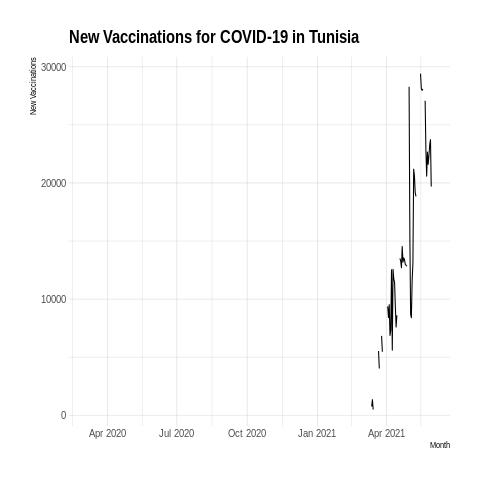 New Vaccinations for COVID-19 in Tunisia
New Vaccinations
30000
20000
10000
0
Apr 2020 Jul 2020 Oct 2020 Jan 2021 Apr 2021
Month